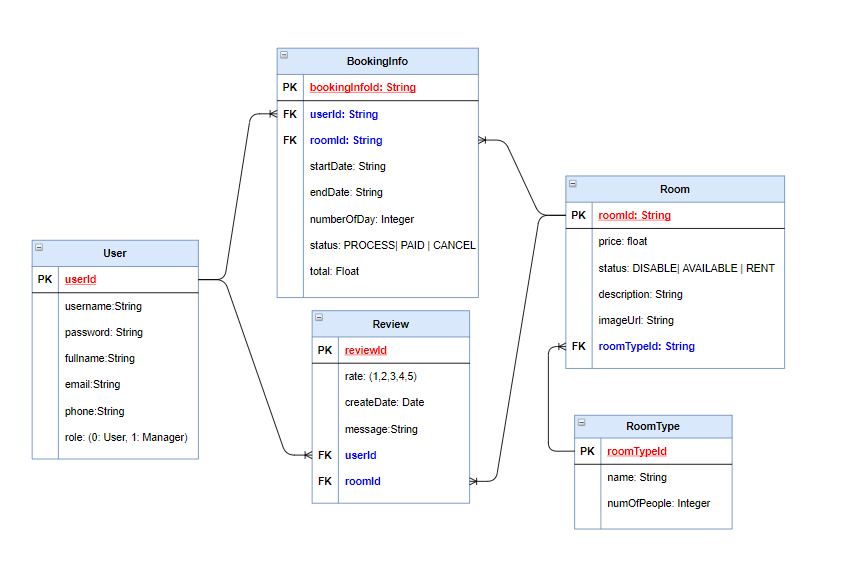 BookingInfo
PK bookingInfoId: String
FK userId: String
FK roomId: String
startDate: String
endDate: String
numberOfDay: Integer
status: PROCESS| PAID | CANCEL
total: Float
Room
PK roomId: String
price: float
status: DISABLE| AVAILABLE | RENT
description: String
imageUrl: String
FK roomTypeId: String
User
PK userId
username:String
password: String
fullname:String
email:String
phone:String
role: (0: User, 1: Manager)
Review
PK reviewId
rate: (1,2,3,4,5)
createDate: Date
message:String
FK userId
FK roomId
RoomType
PK roomTypeId
name: String
numOfPeople: Integer